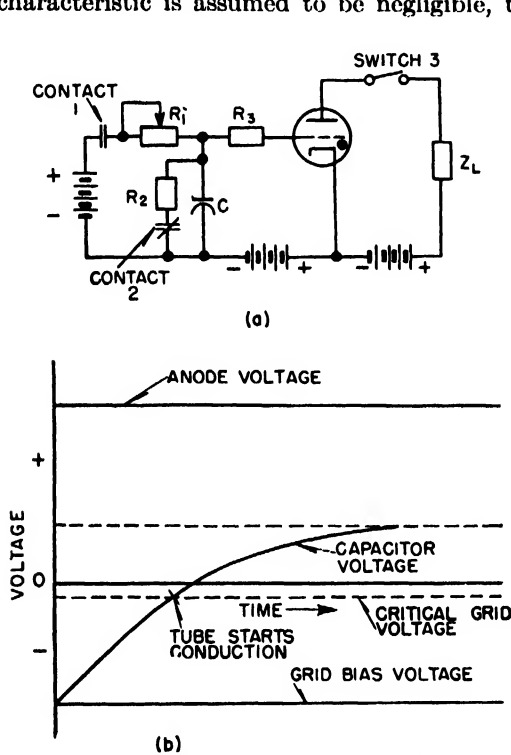 characteristic is assumed to be negligible, t
SWITCH 3
CONTACT
1
R1
R3
+
-
R2
C
ZL
CONTACT
2
- +
- +
(a)
ANODE VOLTAGE
+
VOLTAGE
0
-
CAPACITOR
VOLTAGE
TIME
CRITICAL GRID
VOLTAGE
TUBE STARTS
CONDUCTION
GRID BIAS VOLTAGE
(b)